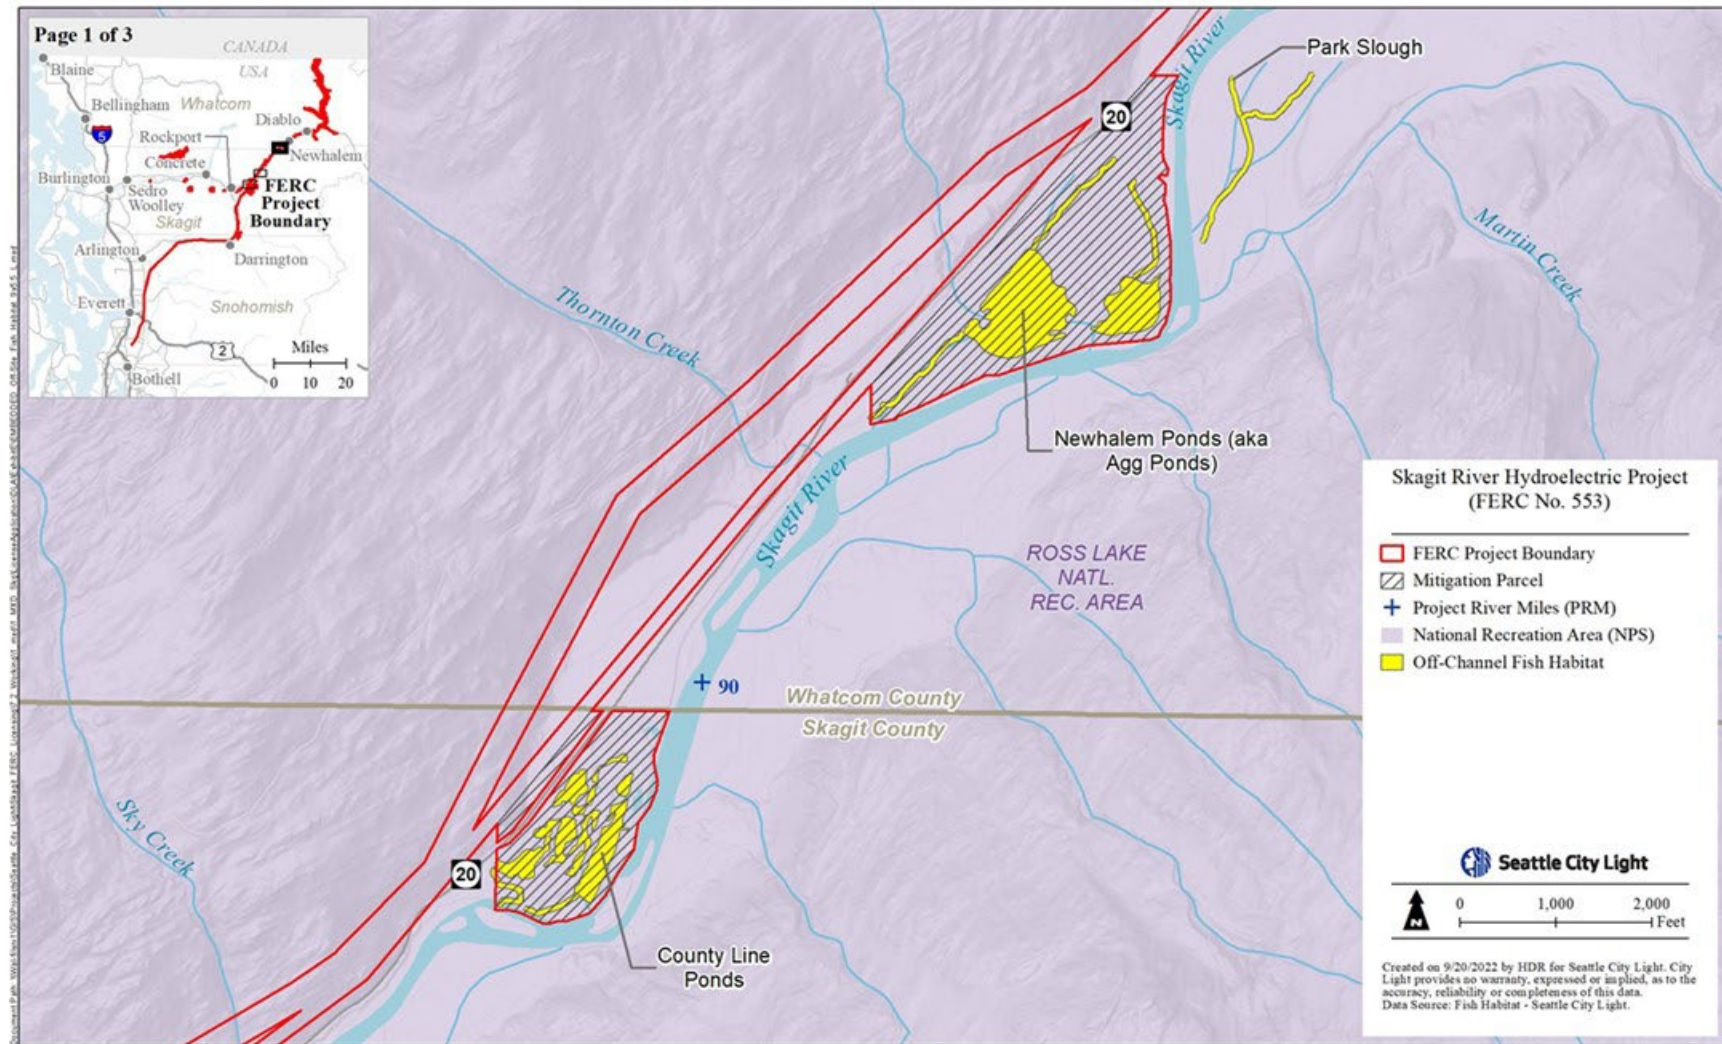 Page 1 of 3
CANADA
USA
Blaine
Bellingham
Whatcom
5
Diablo
Rockport
Newhalem
Concrete
Burlington
Sedro
Woolley
FERC
Project
Boundary
Skagit
Arlington
Darrington
Everett
Snohomish
2
Miles
0 10 20
Bothell
Skagit River
Park Slough
20
Martin Creek
Thornton Creek
Newhalem Ponds (aka
Agg Ponds)
Skagit River
ROSS LAKE
NATL.
REC. AREA
90
Whatcom County
Skagit County
Sky Creek
20
County Line
Ponds
Skagit River Hydroelectric Project
(FERC No. 553)
FERC Project Boundary
Mitigation Parcel
Project River Miles (PRM)
National Recreation Area (NPS)
Off-Channel Fish Habitat
Seattle City Light
N
0 1,000 2,000
Feet
Created on 9/20/2022 by HDR for Seattle City Light. City
Light provides no warranty, expressed or implied, as to the
accuracy, reliability or completeness of this data.
Data Source: Fish Habitat - Seattle City Light.